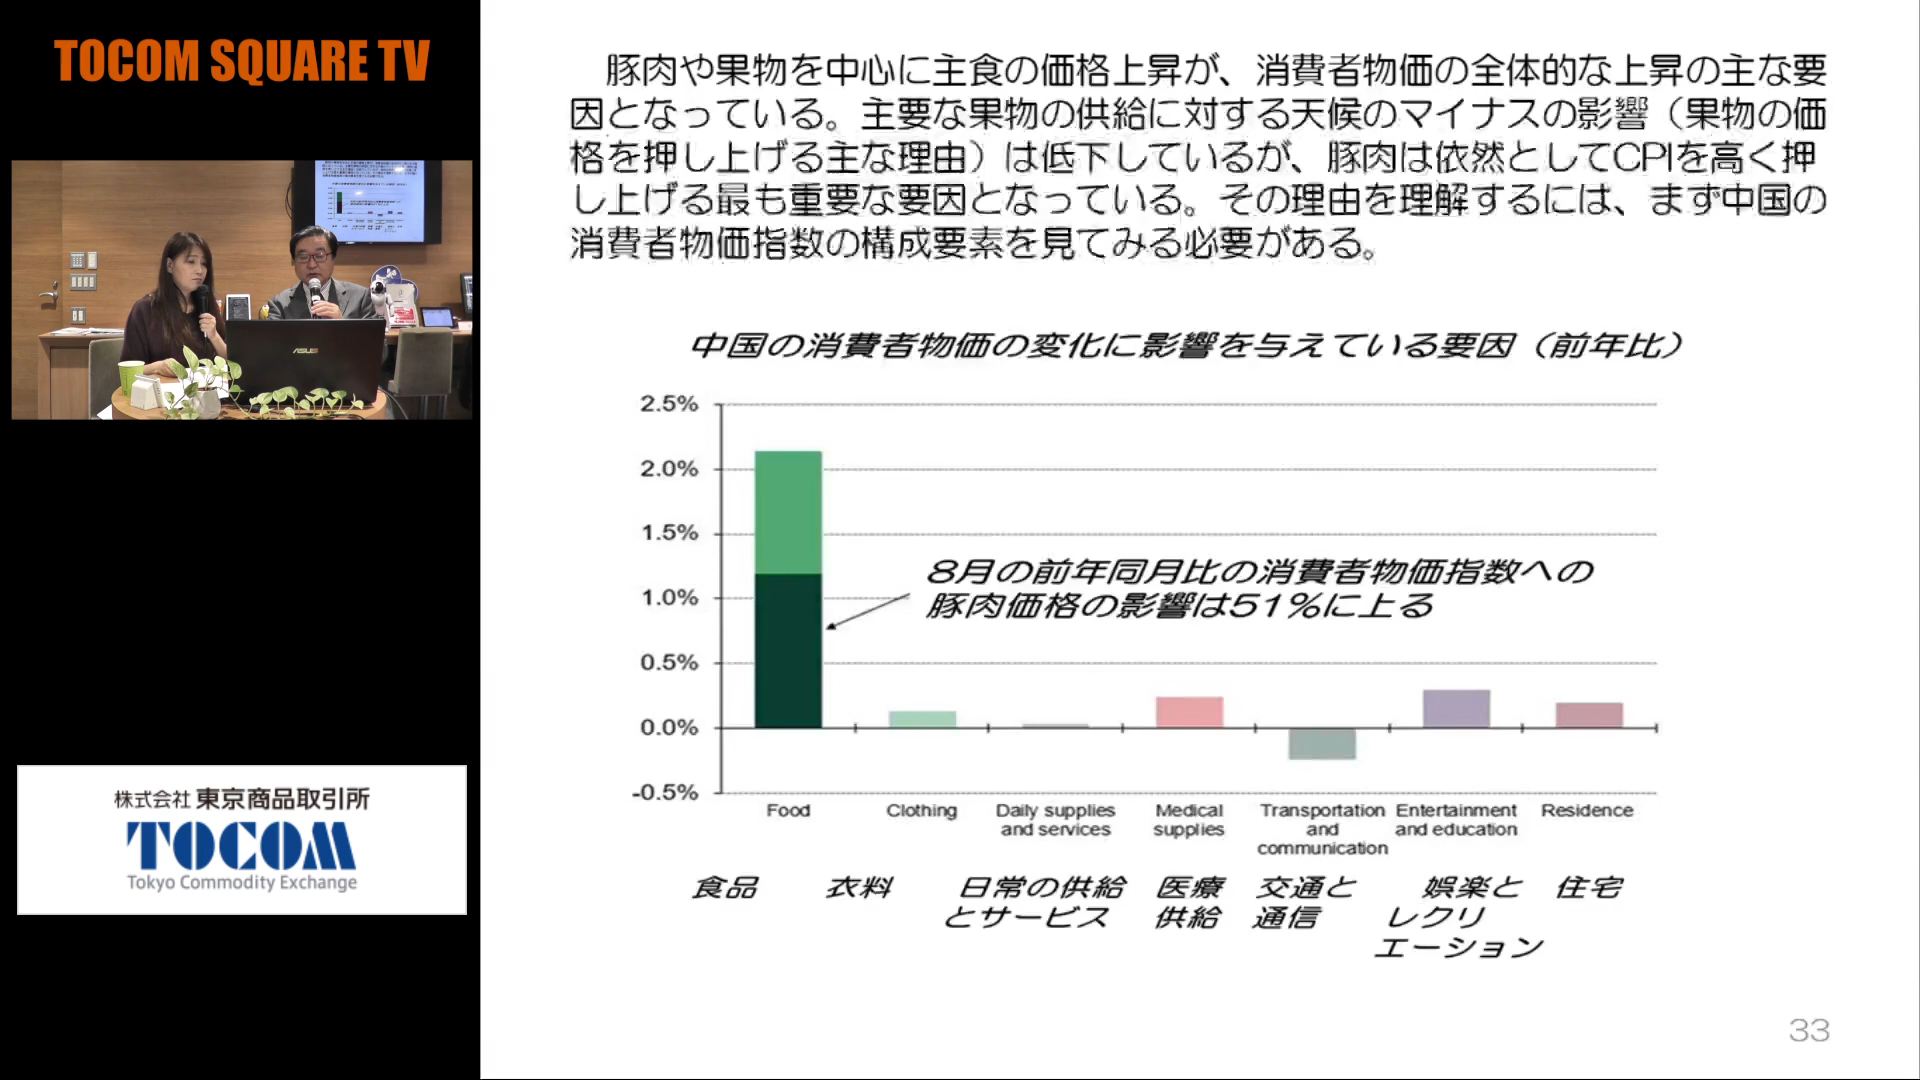 TOCOM SQUARE TV
豚肉や果物を中心に主食の価格上昇が、消費者物価の全体的な上昇の主な要
因となっている。主要な果物の供給に対する天候のマイナスの影響（果物の価
格を押し上げる主な理由）は低下しているが、豚肉は依然としてCPIを高く押
し上げる最も重要な要因となっている。その理由を理解するには、まず中国の
消費者物価指数の構成要素を見てみる必要がある。
中国の消費者物価の変化に影響を与えている要因（前年比）
2.5%
2.0%
1.5%
1.0%
0.5%
0.0%
-0.5%
8月の前年同月比の消費者物価指数への
豚肉価格の影響は51%に上る
Food
Clothing
Daily supplies
and services
Medical
supplies
Transportation
and
communication
Entertainment
and education
Residence
食品
衣料
日常の供給
とサービス
医療
供給
交通と
通信
娯楽と
レクリ
エーション
住宅
33
ASUS
株式会社 東京商品取引所
TOCOM
Tokyo Commodity Exchange